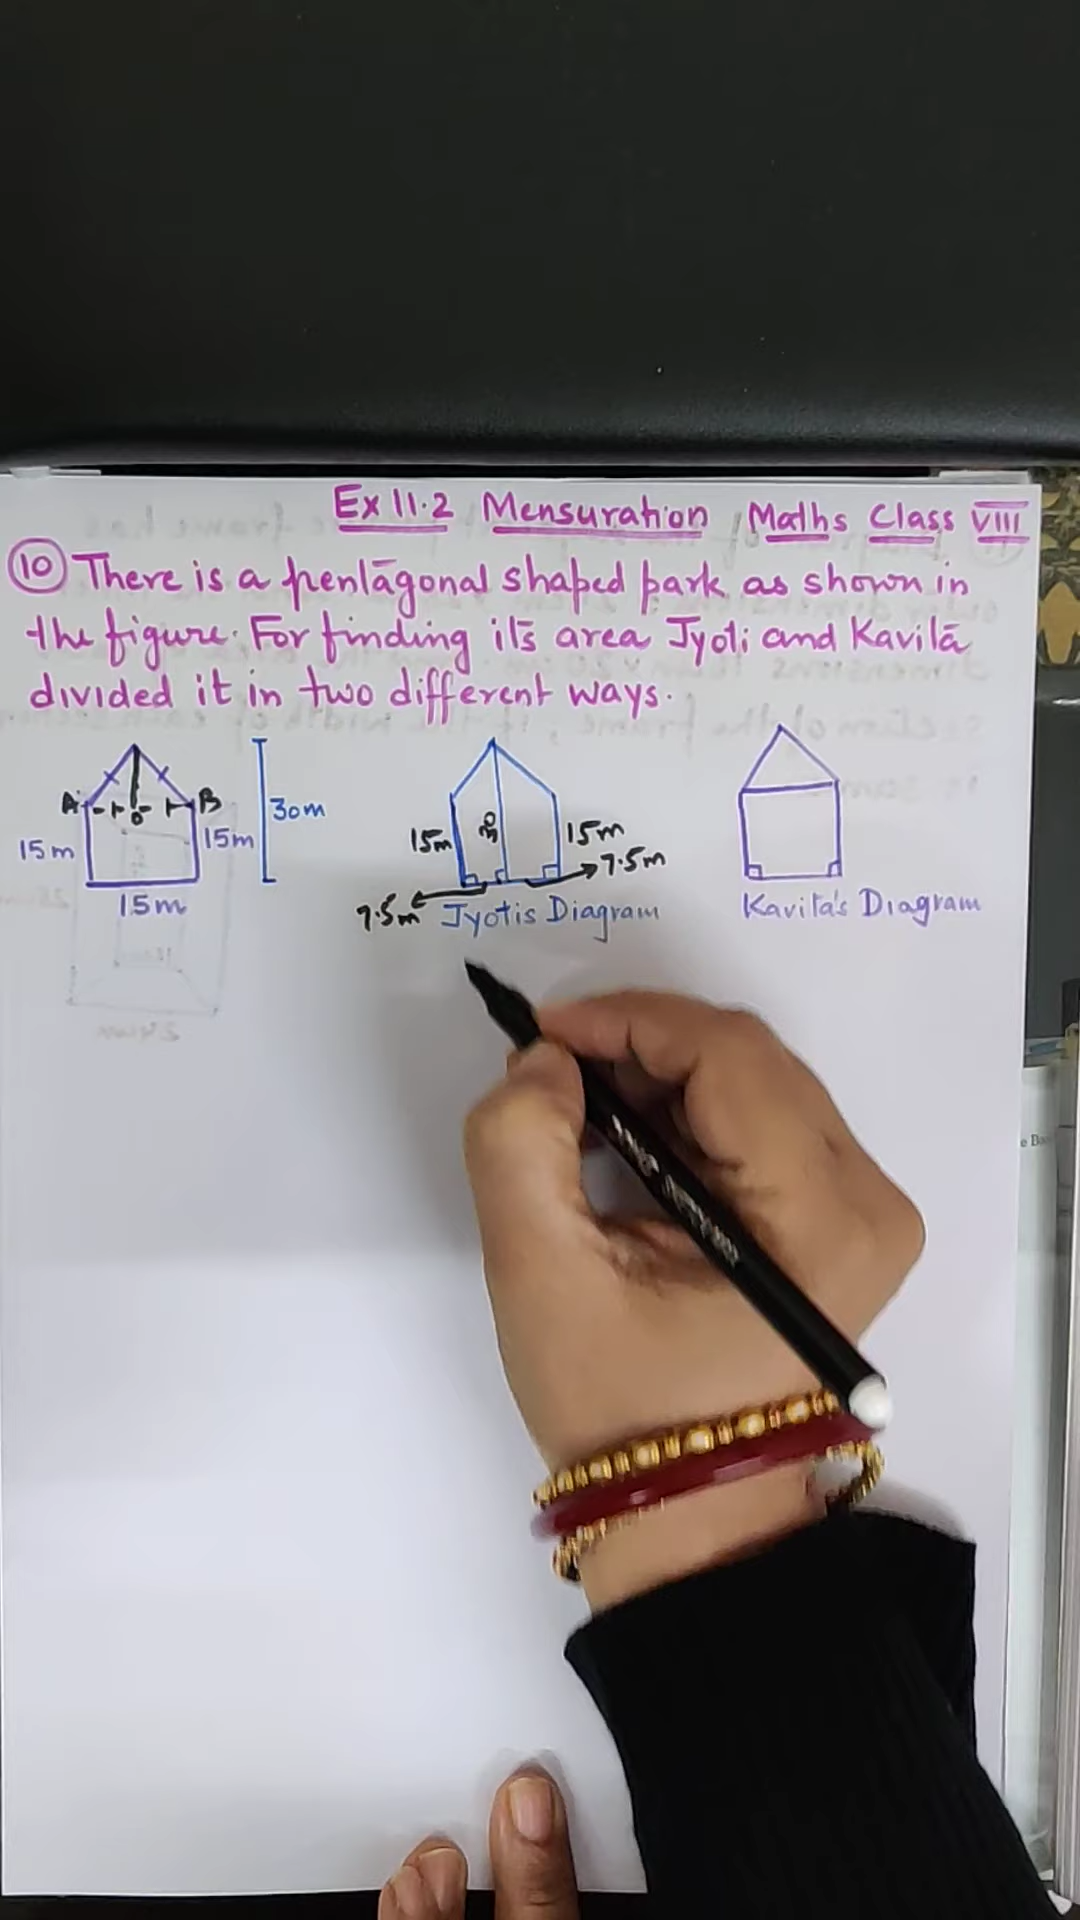 Ex 11.2 Mensuration Maths Class VIII
10 There is a pentagonal shaped park as shown in
the figure. For finding its area Jyoti and Kavita
divided it in two different ways.
A O B
15m 15m 30m
15m
15m 30 15m
7.5m
7.5m
Jyotis Diagram
Kavita's Diagram